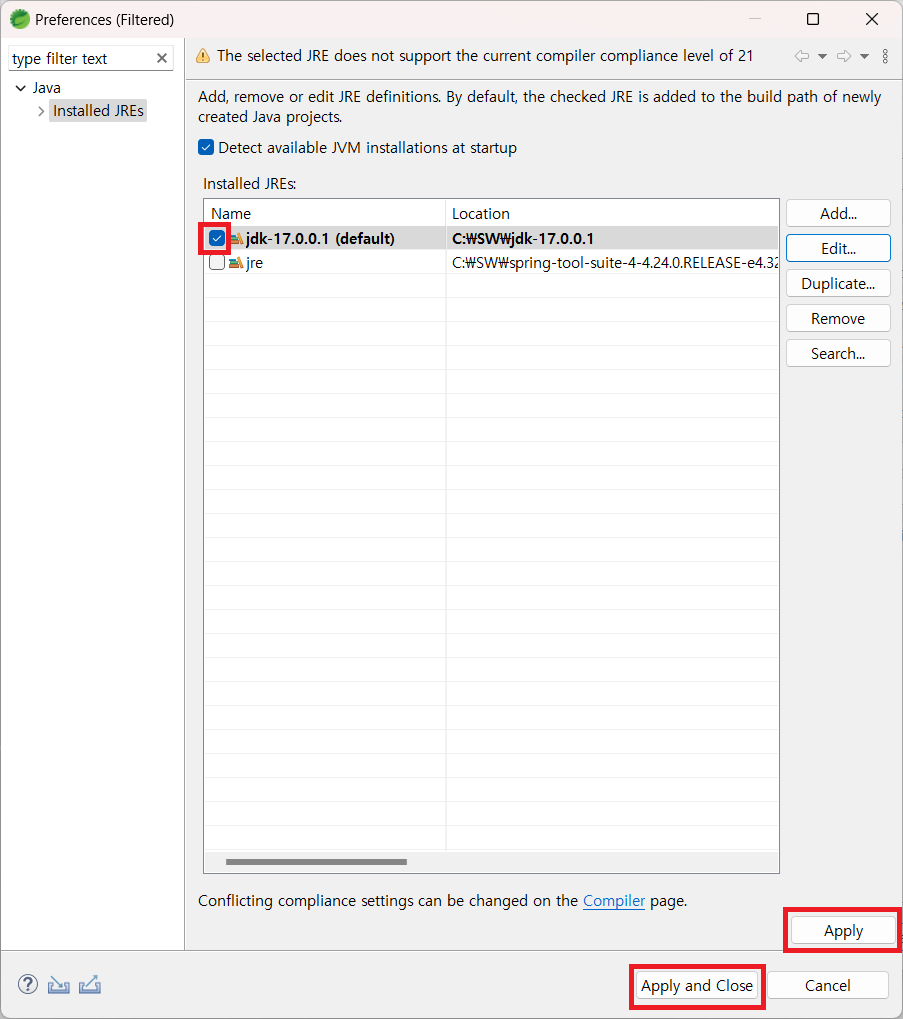 Preferences (Filtered)
type filter text
Java
Installed JREs
The selected JRE does not support the current compiler compliance level of 21
Add, remove or edit JRE definitions. By default, the checked JRE is added to the build path of newly
created Java projects.
Detect available JVM installations at startup
Installed JREs:
Name Location
jdk-17.0.0.1 (default) C:₩SW₩jdk-17.0.0.1
jre C:₩SW₩spring-tool-suite-4-4.24.0.RELEASE-e4.32
Add...
Edit...
Duplicate...
Remove
Search...
Conflicting compliance settings can be changed on the Compiler page.
Apply
?
Apply and Close
Cancel